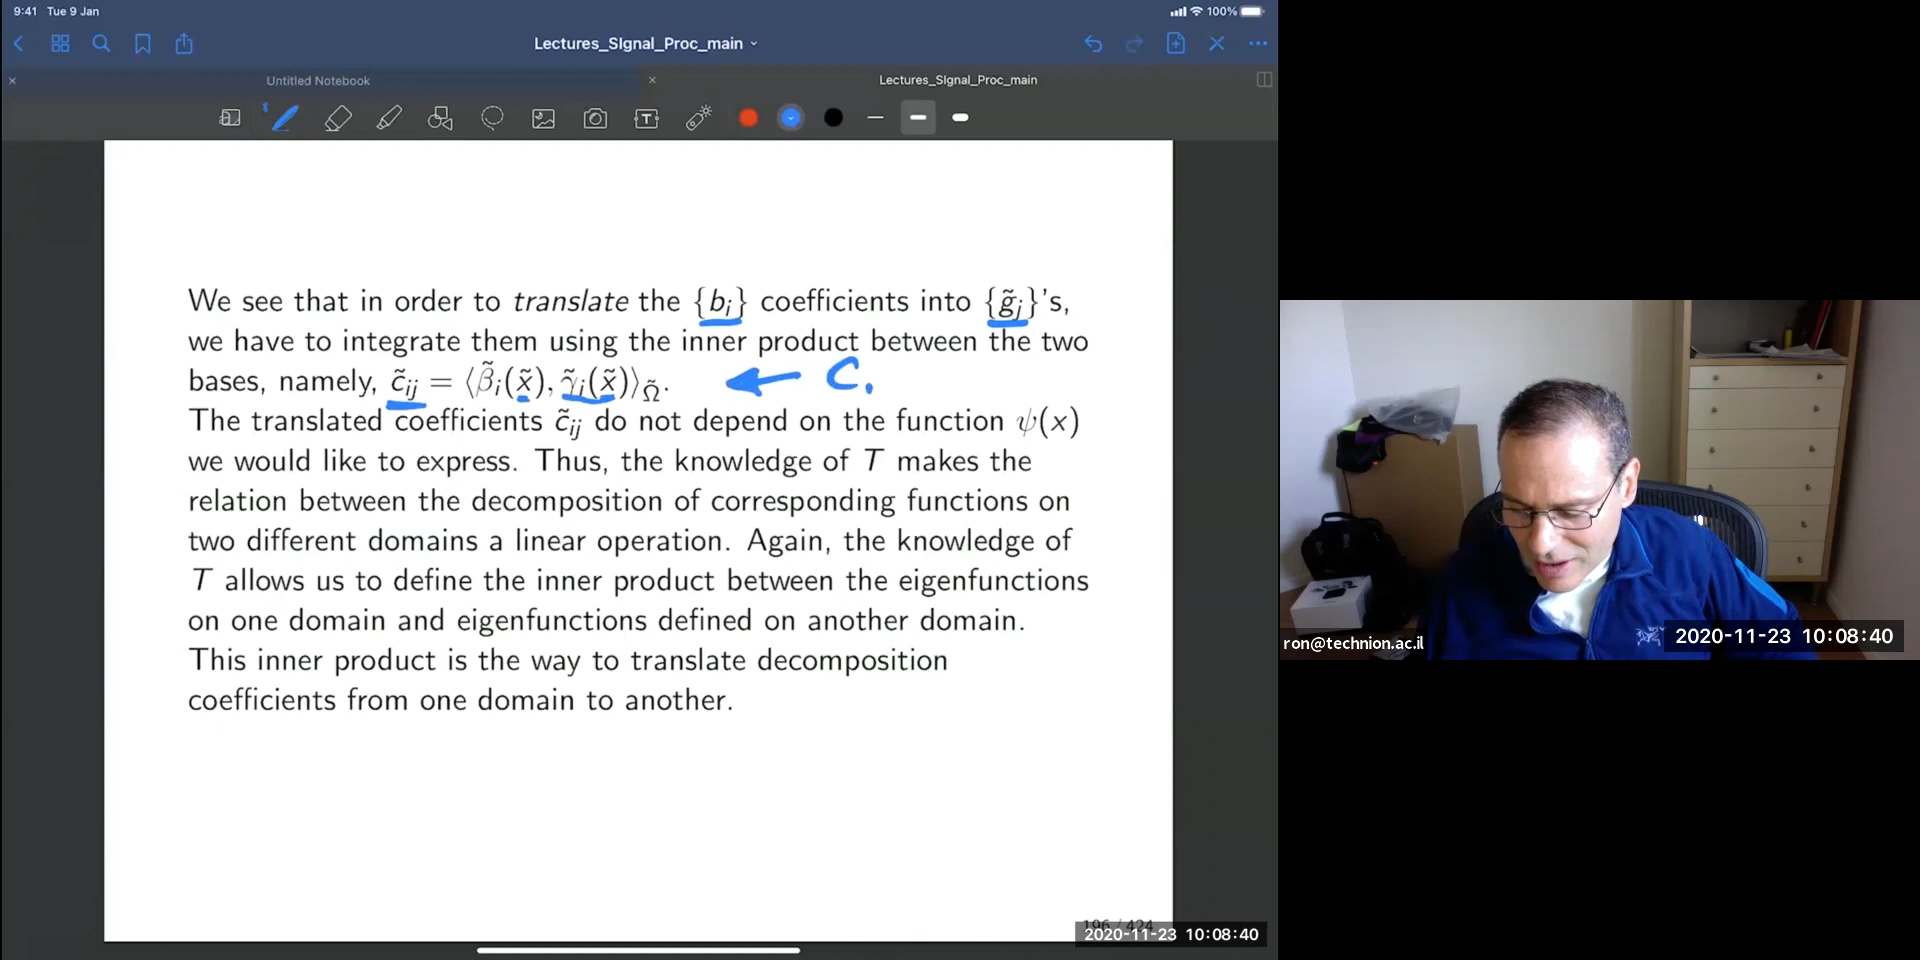 9:41 Tue 9 Jan
100%
Lectures_SIgnal_Proc_main
Untitled Notebook
Lectures_SIgnal_Proc_main
T
We see that in order to translate the {b_i} coefficients into {g̃_j}'s,
we have to integrate them using the inner product between the two
bases, namely, c̃_ij = ⟨β̃_i(x̃), γ̃_j(x̃)⟩_Ω̃.
C.
The translated coefficients c̃_ij do not depend on the function ψ(x)
we would like to express. Thus, the knowledge of T makes the
relation between the decomposition of corresponding functions on
two different domains a linear operation. Again, the knowledge of
T allows us to define the inner product between the eigenfunctions
on one domain and eigenfunctions defined on another domain.
This inner product is the way to translate decomposition
coefficients from one domain to another.
196 / 424
2020-11-23 10:08:40
ron@technion.ac.il
2020-11-23 10:08:40